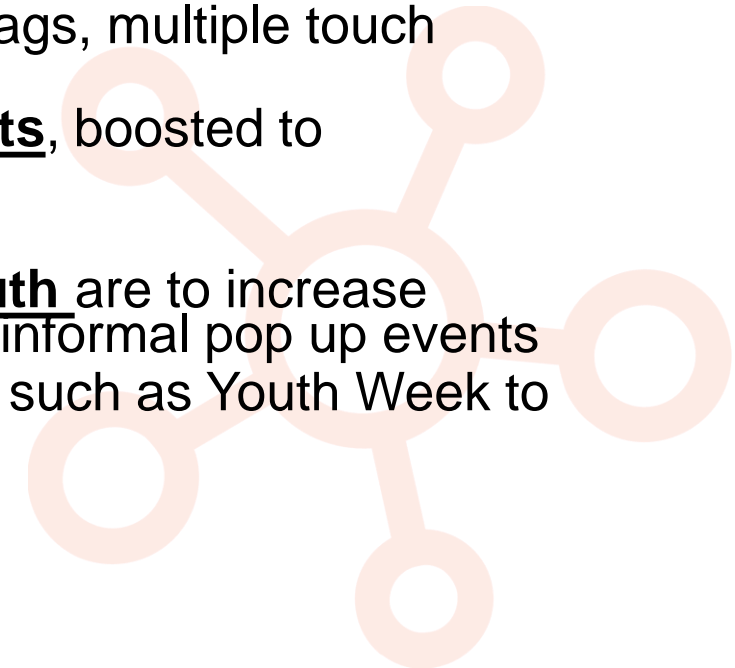 ags, multiple touch
ts, boosted to
uth are to increase
informal pop up events
such as Youth Week to